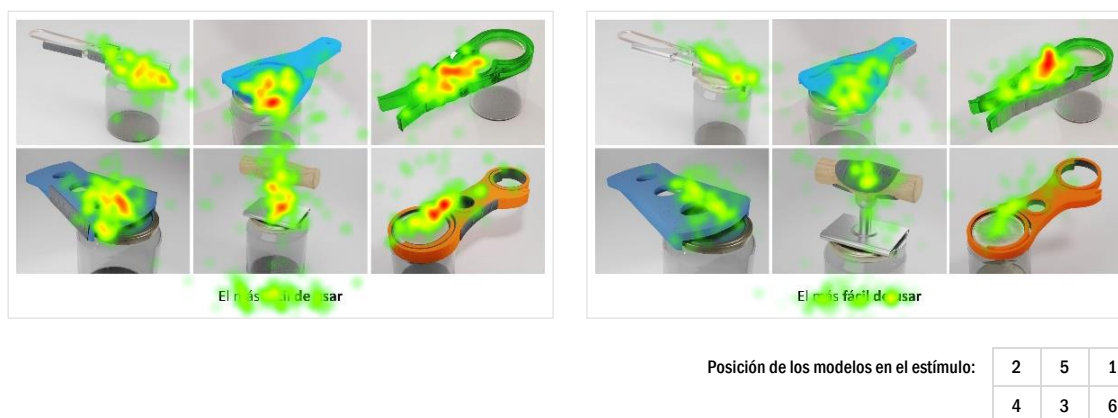 El más fácil de usar
El más fácil de usar
Posición de los modelos en el estímulo:
2 5 1
4 3 6